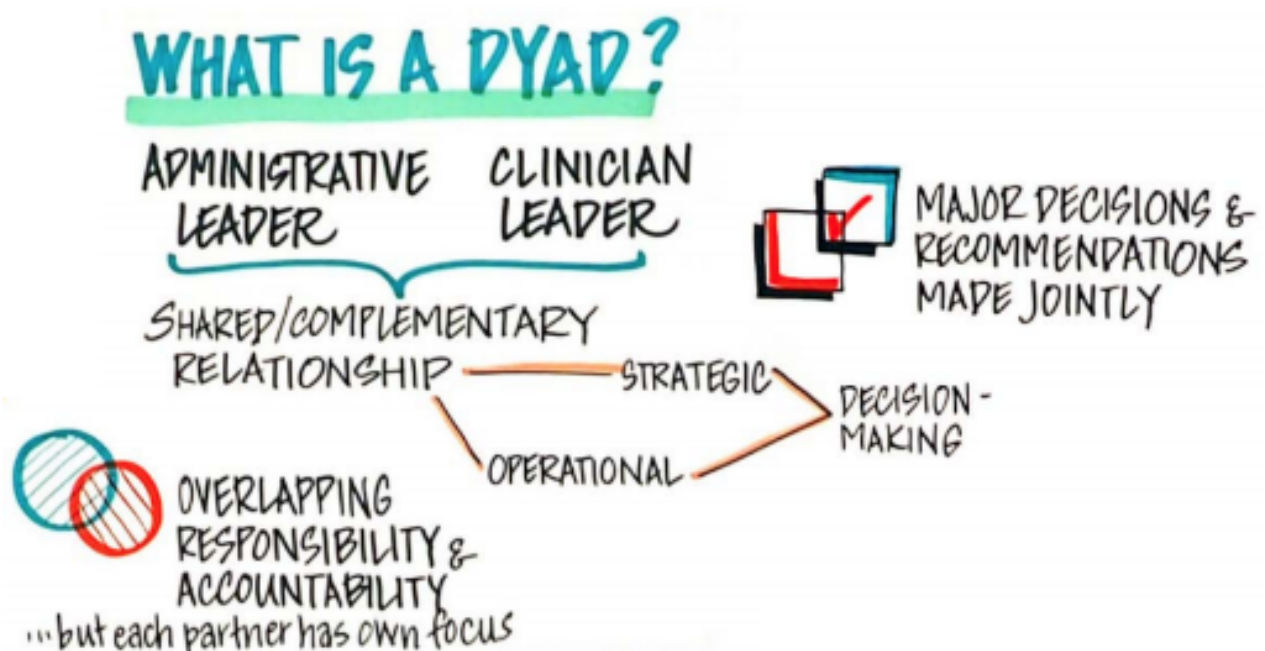 WHAT IS A DYAD?
ADMINISTRATIVE
LEADER
CLINICIAN
LEADER
SHARED/COMPLEMENTARY
RELATIONSHIP
STRATEGIC
OPERATIONAL
DECISION-
MAKING
MAJOR DECISIONS &
RECOMMENDATIONS
MADE JOINTLY
OVERLAPPING
RESPONSIBILITY &
ACCOUNTABILITY
...but each partner has own focus